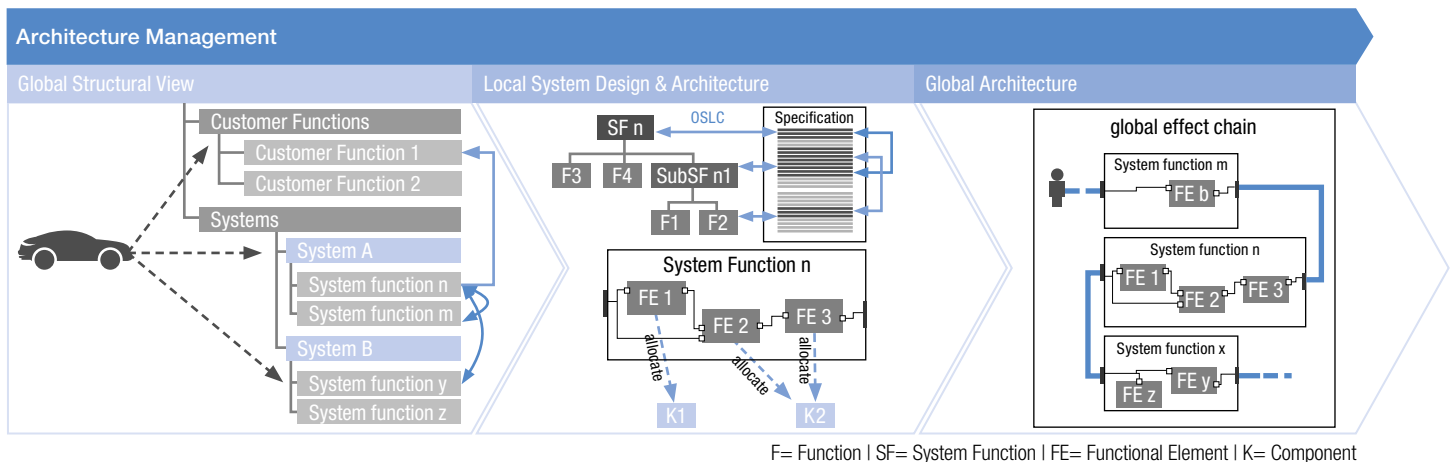 Architecture Management
Global Structural View
Customer Functions
Customer Function 1
Customer Function 2
Systems
System A
System function n
System function m
System B
System function y
System function z
Local System Design & Architecture
SF n
OSLC
Specification
F3
F4
SubSF n1
F1
F2
System Function n
FE 1
FE 2
FE 3
allocate
allocate
allocate
K1
K2
Global Architecture
global effect chain
System function m
FE b
System function n
FE 1
FE 2
FE 3
System function x
FE z
FE y
F= Function | SF= System Function | FE= Functional Element | K= Component